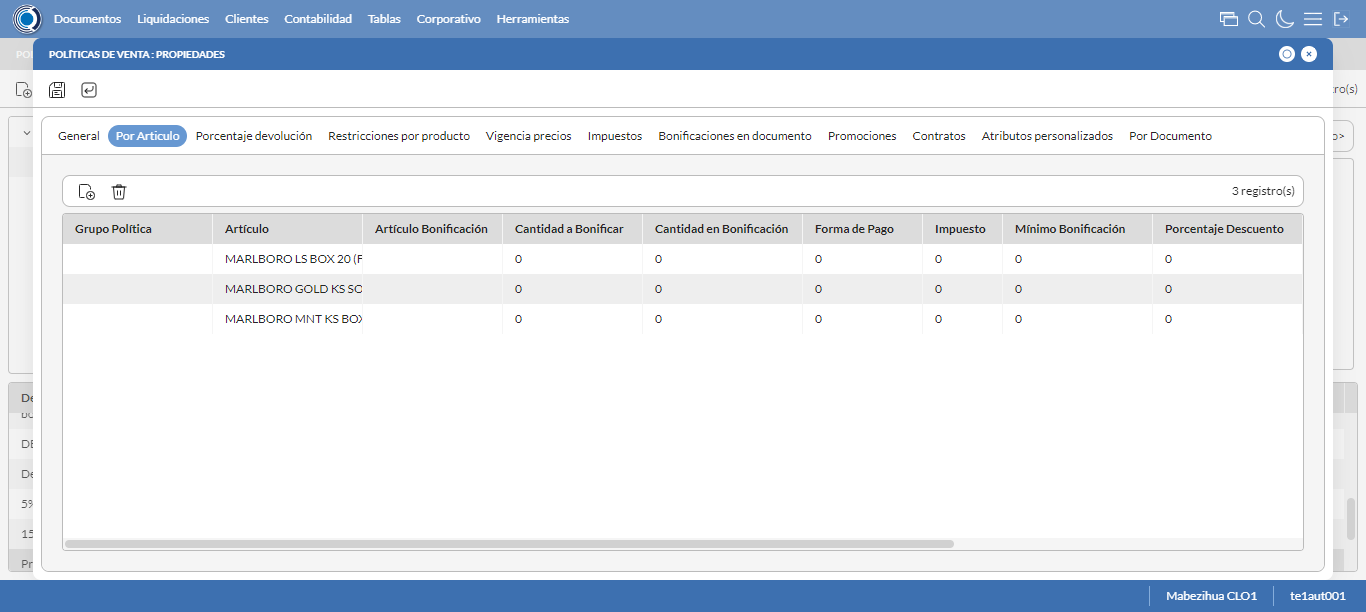 Documentos Liquidaciones Clientes Contabilidad Tablas Corporativo Herramientas
POLÍTICAS DE VENTA : PROPIEDADES
ro(s)
General Por Articulo Porcentaje devolución Restricciones por producto Vigencia precios Impuestos Bonificaciones en documento Promociones Contratos Atributos personalizados Por Documento
3 registro(s)
Grupo Política Artículo Artículo Bonificación Cantidad a Bonificar Cantidad en Bonificación Forma de Pago Impuesto Mínimo Bonificación Porcentaje Descuento
MARLBORO LS BOX 20 (F 0 0 0 0 0 0
MARLBORO GOLD KS SO 0 0 0 0 0 0
MARLBORO MNT KS BOX 0 0 0 0 0 0
De
DE
De
5%
15
Pr
Mabezihua CLO1 te1aut001